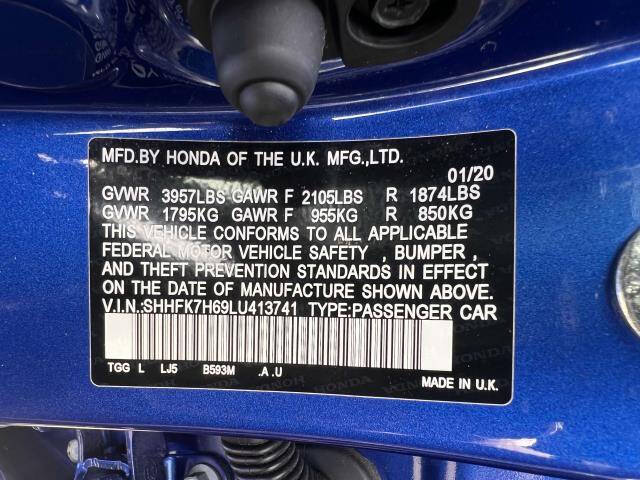 MFD.BY HONDA OF THE U.K. MFG.,LTD.
01/20
GVWR 3957LBS GAWR F 2105LBS R 1874LBS
GVWR 1795KG GAWR F 955KG R 850KG
THIS VEHICLE CONFORMS TO ALL APPLICABLE
FEDERAL MOTOR VEHICLE SAFETY , BUMPER ,
AND THEFT PREVENTION STANDARDS IN EFFECT
ON THE DATE OF MANUFACTURE SHOWN ABOVE.
V.I.N.:SHHFK7H69LU413741 TYPE:PASSENGER CAR
TGG L LJ5 B593M .A .U
MADE IN U.K.